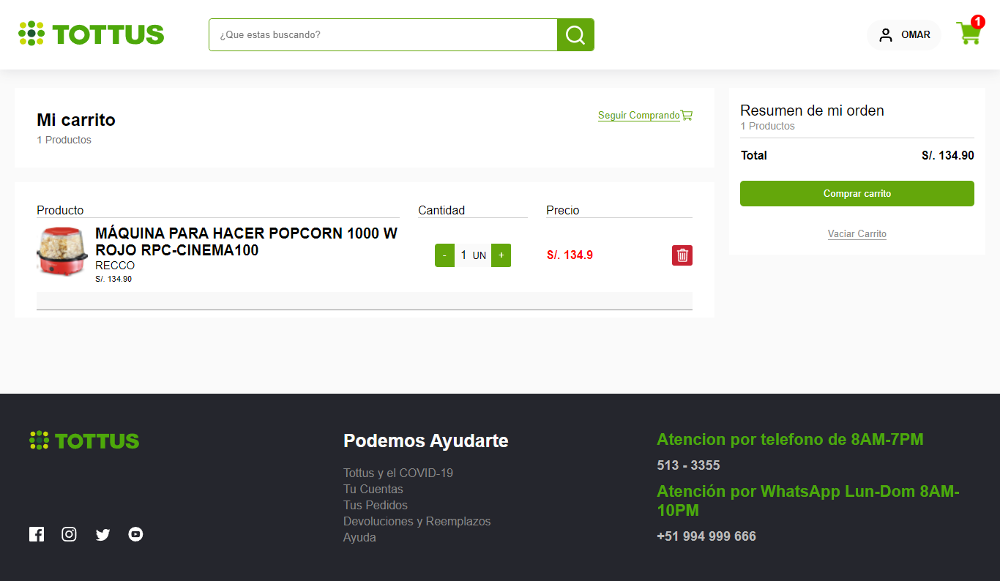 TOTTUS
¿Que estas buscando?
OMAR
1
Mi carrito
1 Productos
Seguir Comprando
Resumen de mi orden
1 Productos
Total S/. 134.90
Comprar carrito
Vaciar Carrito
Producto Cantidad Precio
MÁQUINA PARA HACER POPCORN 1000 W
ROJO RPC-CINEMA100
RECCO
S/. 134.90
- 1 UN +
S/. 134.9
TOTTUS
Podemos Ayudarte
Tottus y el COVID-19
Tu Cuentas
Tus Pedidos
Devoluciones y Reemplazos
Ayuda
Atencion por telefono de 8AM-7PM
513 - 3355
Atención por WhatsApp Lun-Dom 8AM-
10PM
+51 994 999 666